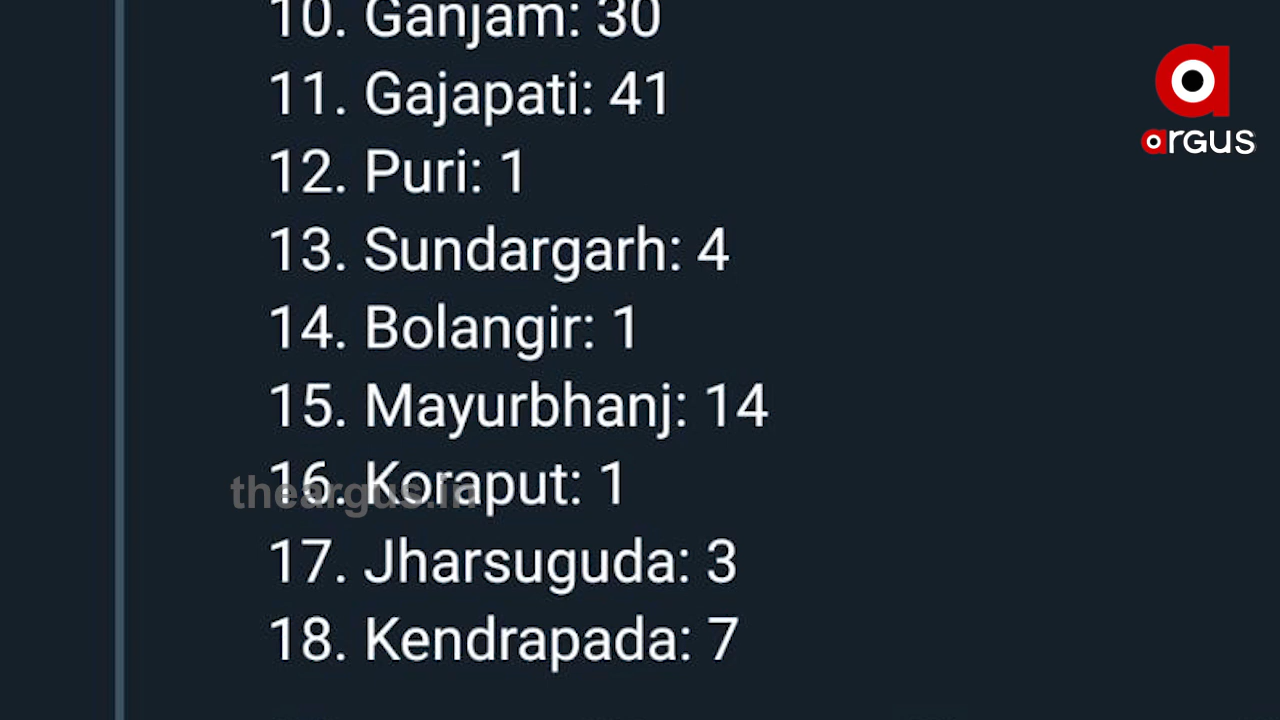 10. Ganjam: 30
11. Gajapati: 41
argus
12. Puri: 1
13. Sundargarh: 4
14. Bolangir: 1
15. Mayurbhanj: 14
16. Koraput: 1
theargus.in
17. Jharsuguda: 3
18. Kendrapada: 7